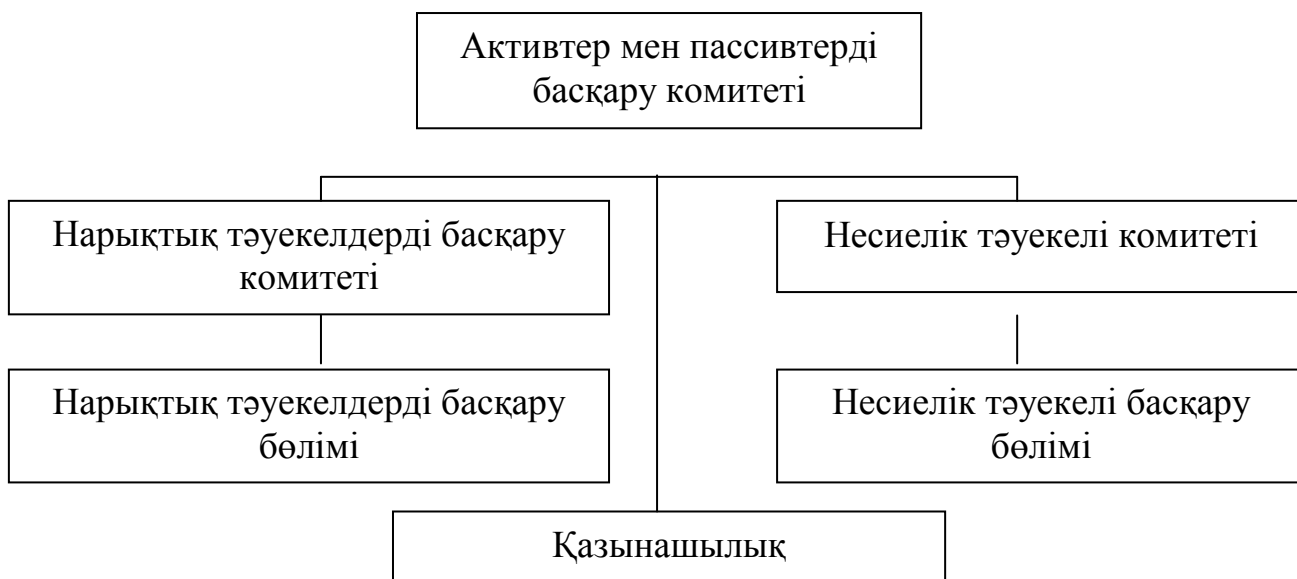 Активтер мен пассивтерді
басқару комитеті
Нарықтық тәуекелдерді басқару
комитеті
Несиелік тәуекелі комитеті
Нарықтық тәуекелдерді басқару
бөлімі
Несиелік тәуекелі басқару
бөлімі
Қазынашылық